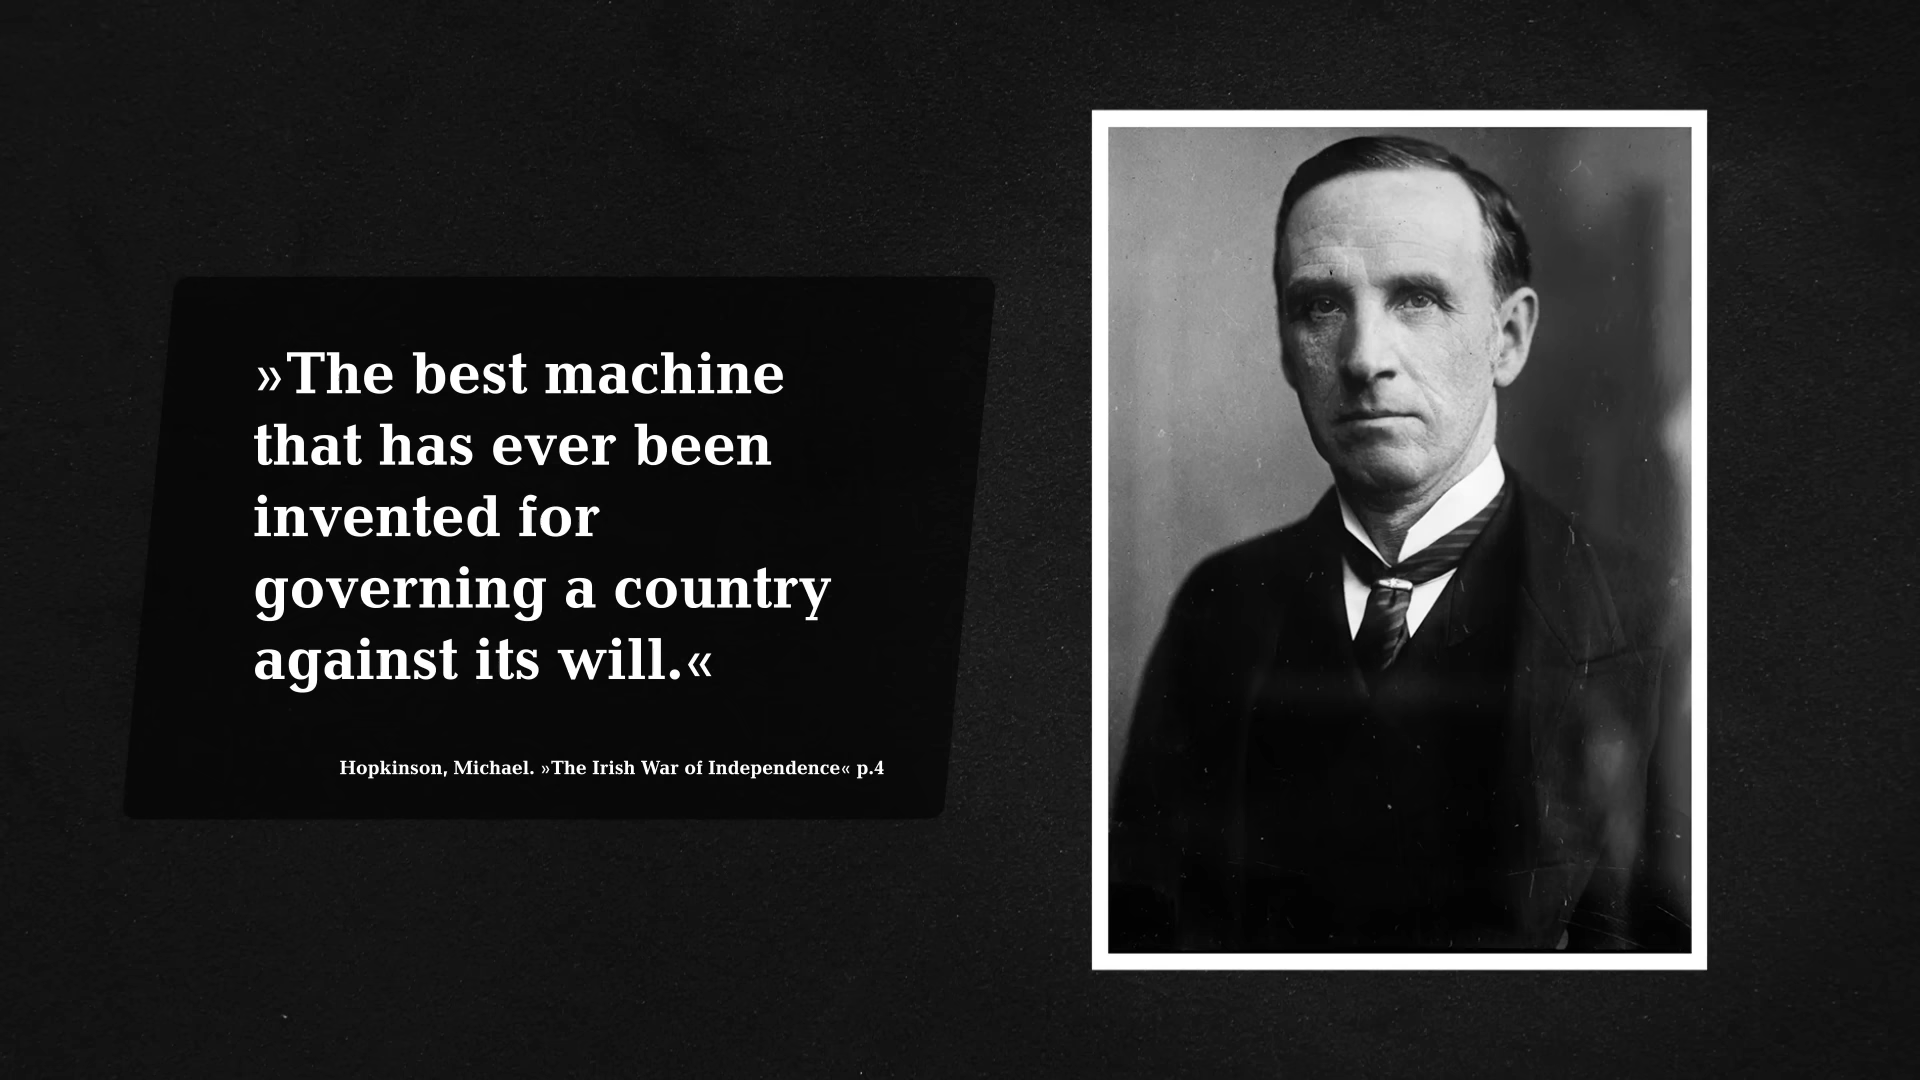 »The best machine
that has ever been
invented for
governing a country
against its will.«
Hopkinson, Michael. »The Irish War of Independence« p.4